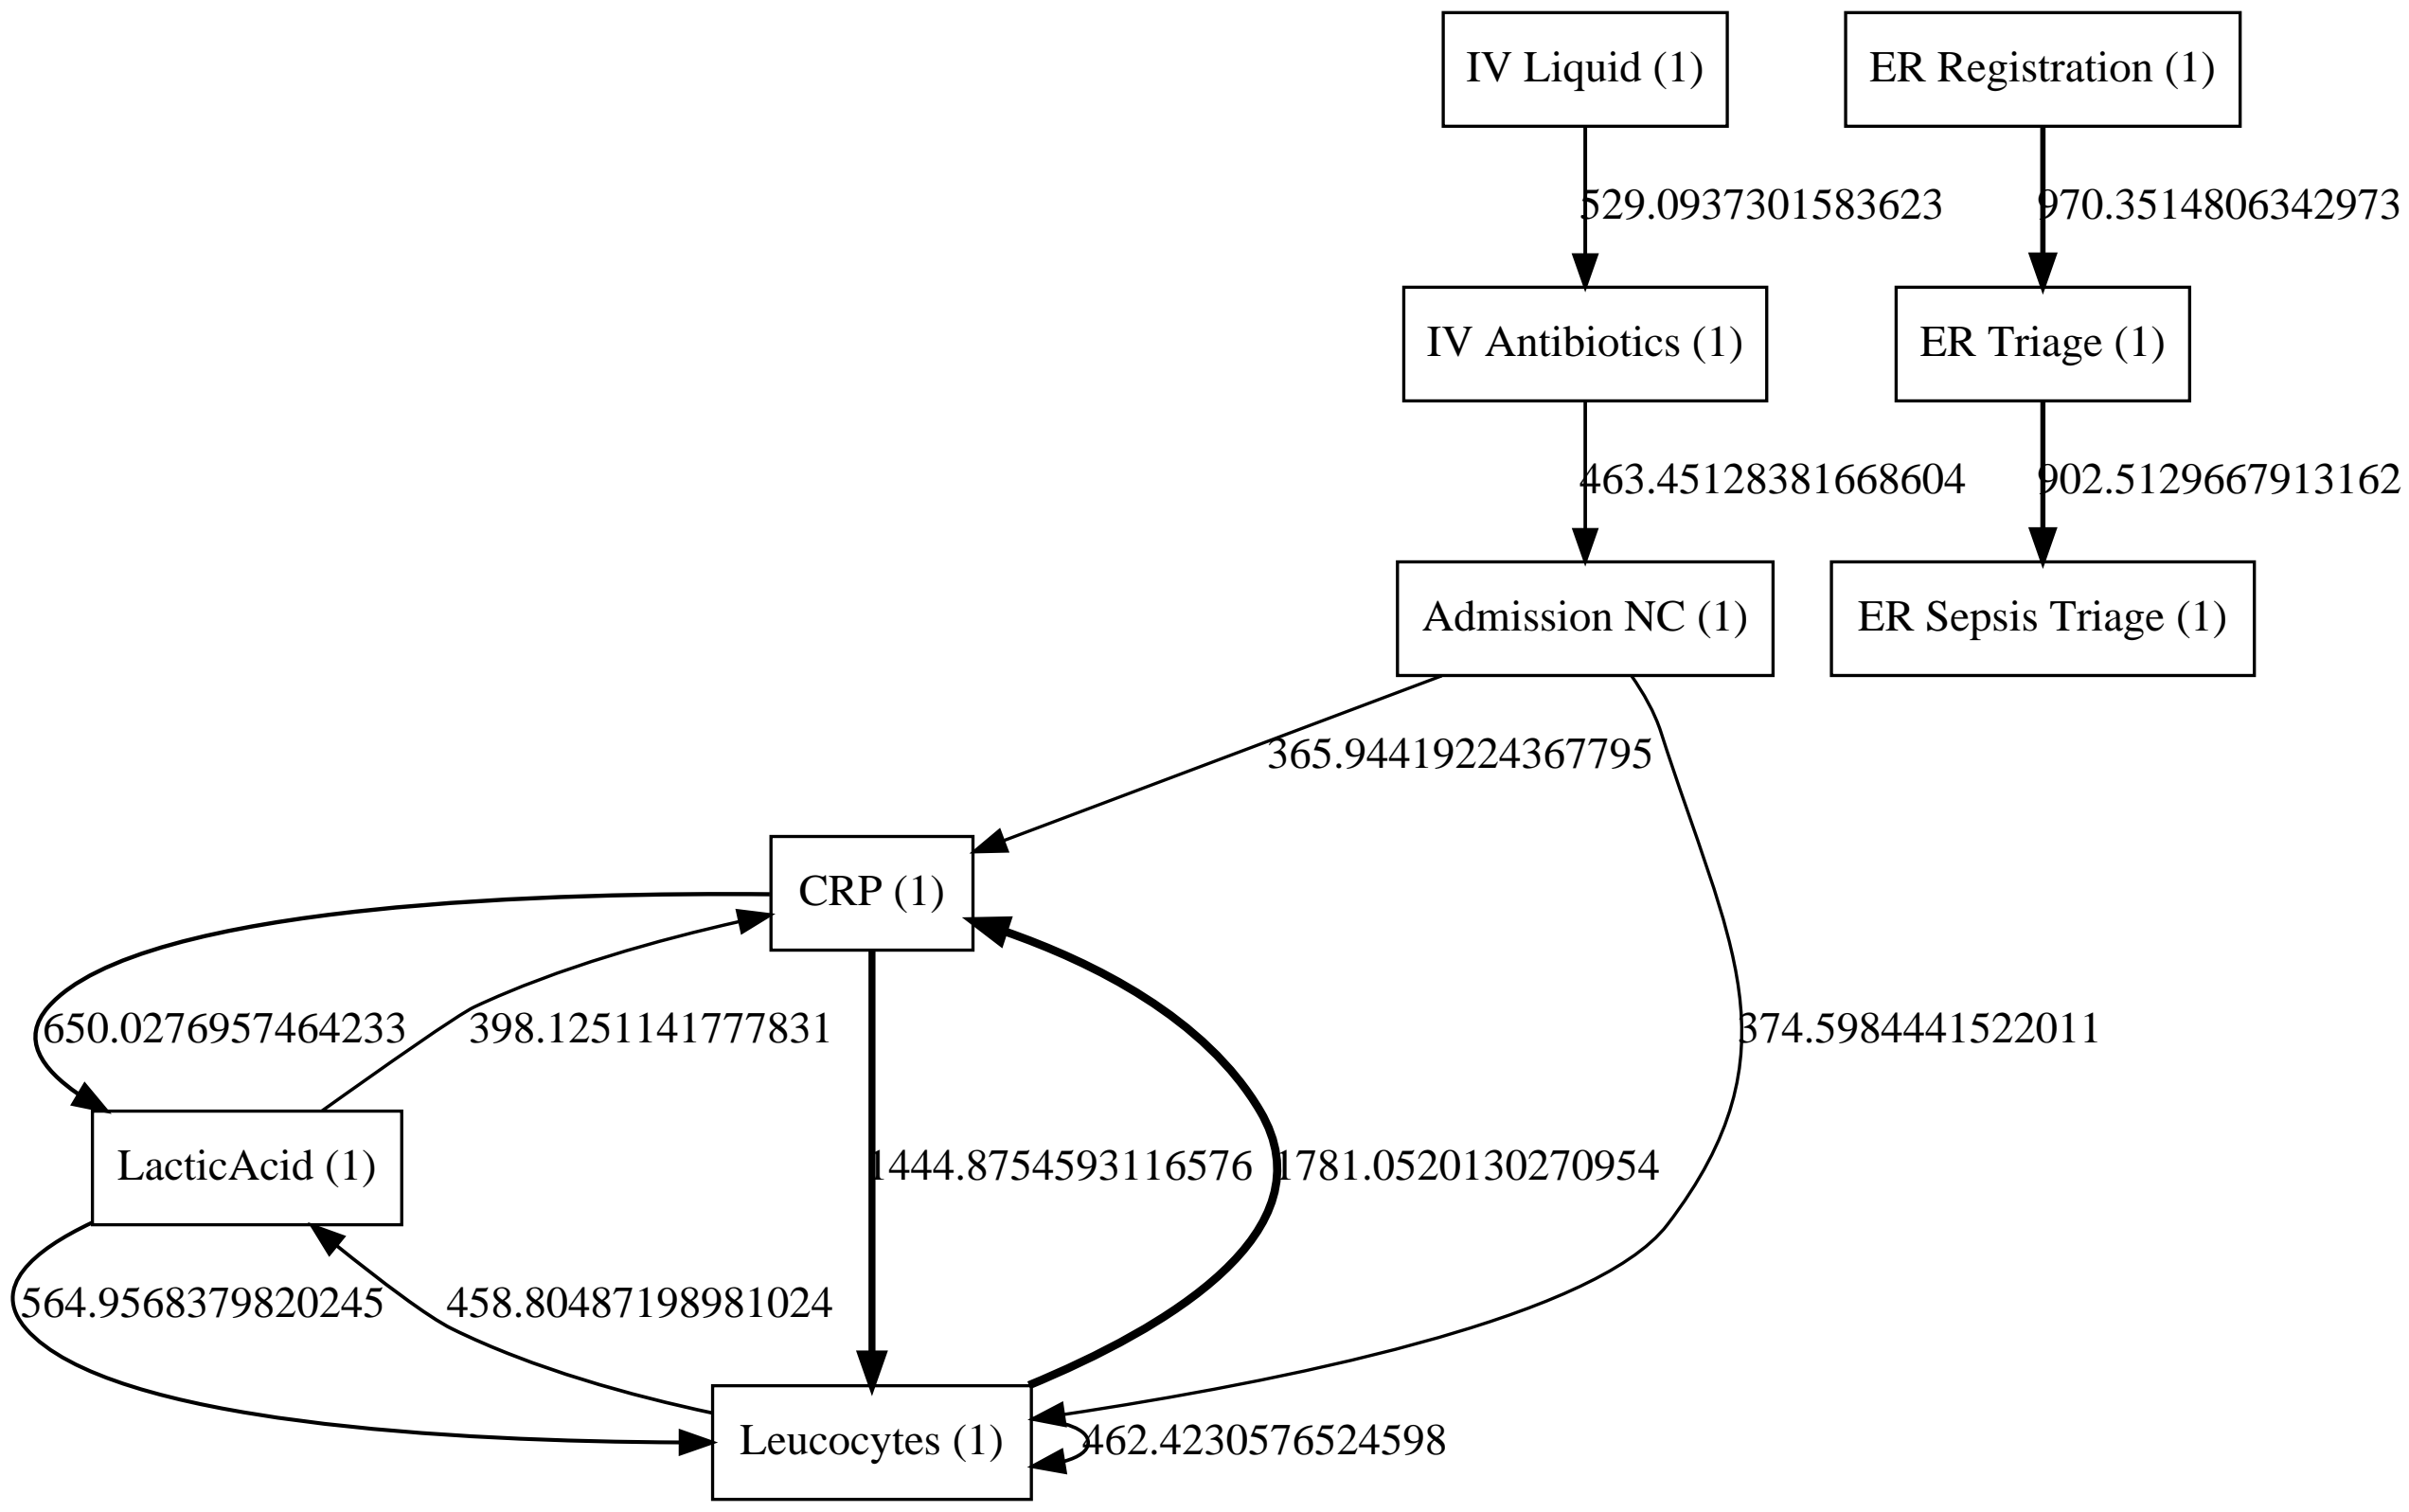 IV Liquid (1)
ER Registration (1)
529.0937301583623
970.3514806342973
IV Antibiotics (1)
ER Triage (1)
463.45128381668604
902.5129667913162
Admission NC (1)
ER Sepsis Triage (1)
365.94419224367795
CRP (1)
650.0276957464233
398.1251141777831
374.5984441522011
LacticAcid (1)
1444.8754593116576
1781.0520130270954
564.9568379820245
458.80487198981024
Leucocytes (1)
462.4230576524598